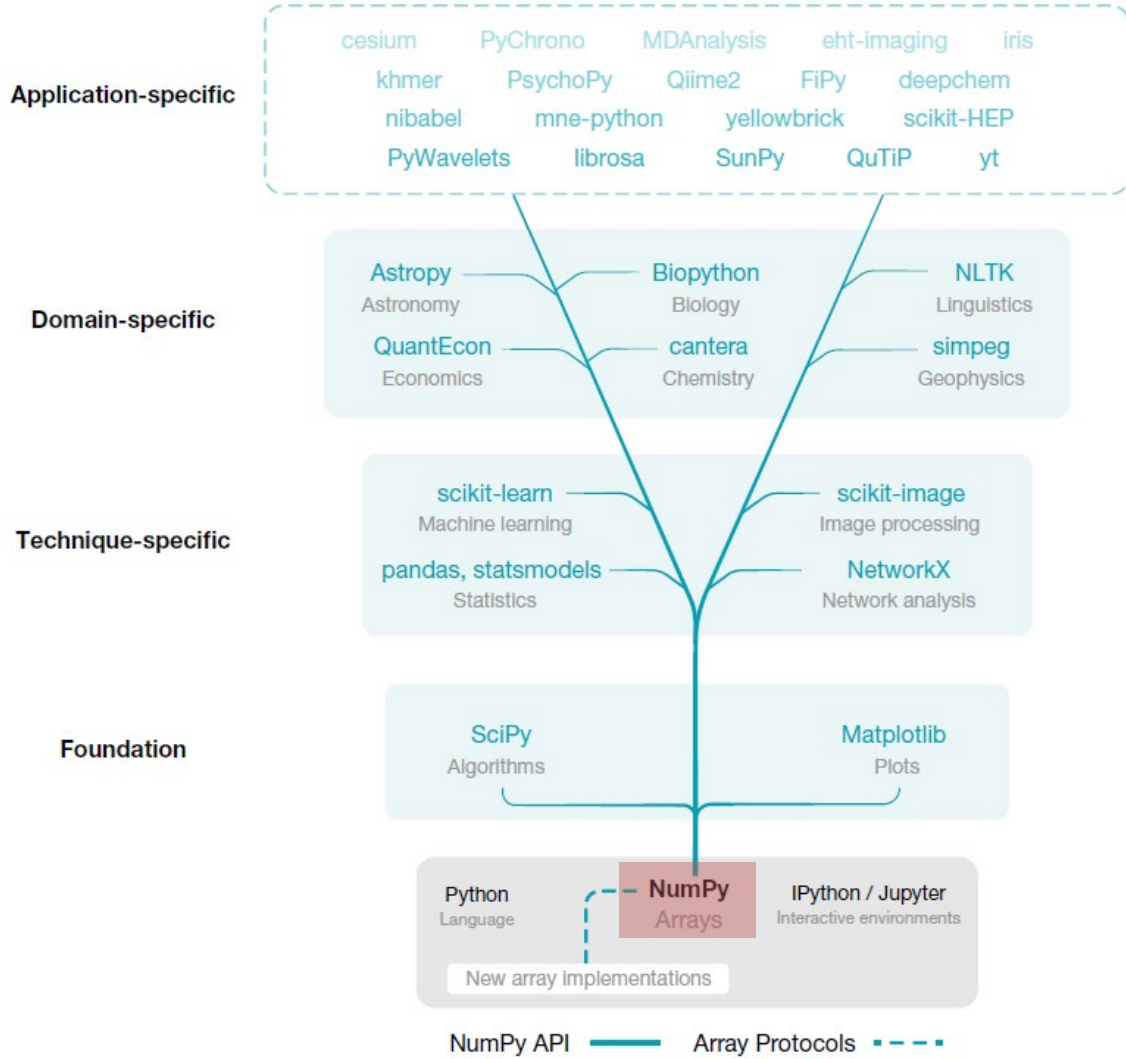 cesium PyChrono MDAnalysis eht-imaging iris
Application-specific
khmer PsychoPy Qiime2 FiPy deepchem
nibabel mne-python yellowbrick scikit-HEP
PyWavelets librosa SunPy QuTiP yt
Domain-specific
Astropy Biopython NLTK
Astronomy Biology Linguistics
QuantEcon cantera simpeg
Economics Chemistry Geophysics
Technique-specific
scikit-learn scikit-image
Machine learning Image processing
pandas, statsmodels NetworkX
Statistics Network analysis
Foundation
SciPy Matplotlib
Algorithms Plots
Python NumPy IPython / Jupyter
Language Arrays Interactive environments
New array implementations
NumPy API Array Protocols